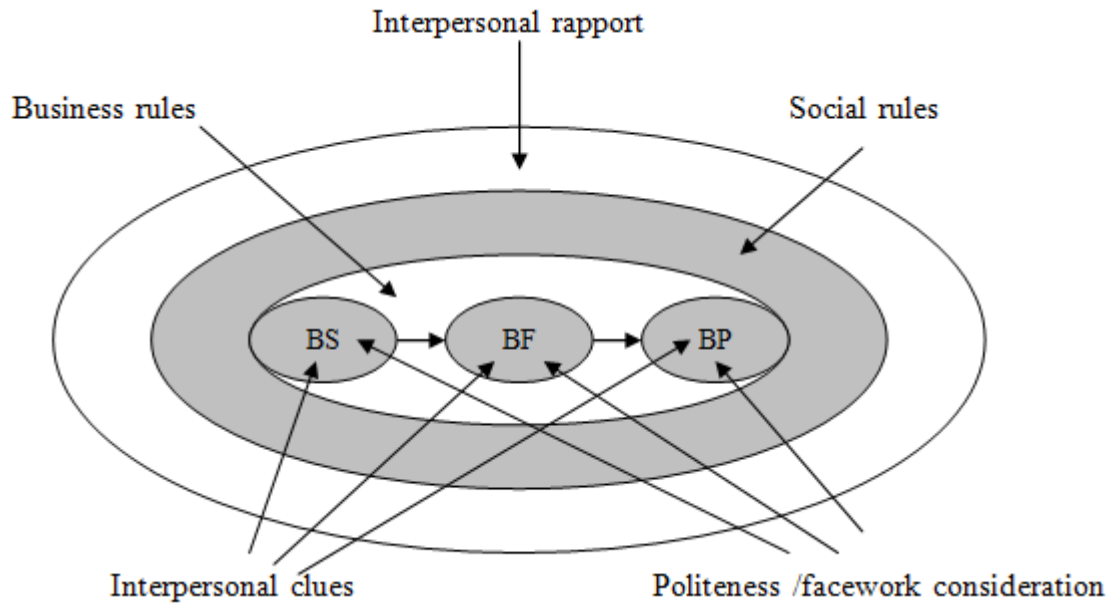 Interpersonal rapport
Business rules
Social rules
BS
BF
BP
Interpersonal clues
Politeness /facework consideration